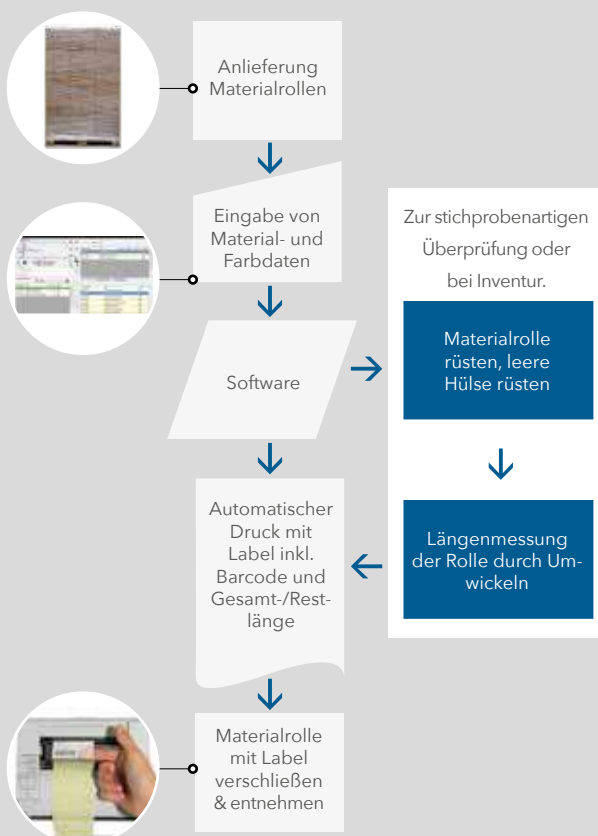 Anlieferung
Materialrollen
Eingabe von
Material- und
Farbdaten
Software
Zur stichprobenartigen
Überprüfung oder
bei Inventur.
Materialrolle
rüsten, leere
Hülse rüsten
Längenmessung
der Rolle durch Um-
wickeln
Automatischer
Druck mit
Label inkl.
Barcode und
Gesamt-/Rest-
länge
Materialrolle
mit Label
verschließen
& entnehmen